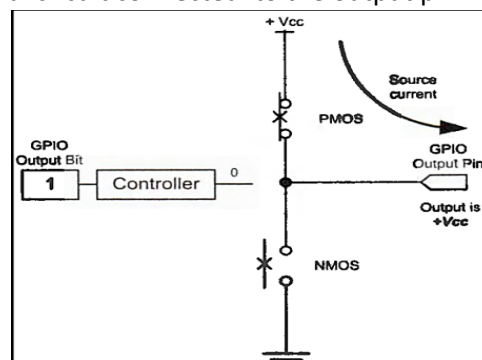 + Vcc
Source
current
PMOS
GPIO
Output Bit
1
Controller
0
GPIO
Output Pin
Output is
+Vcc
NMOS